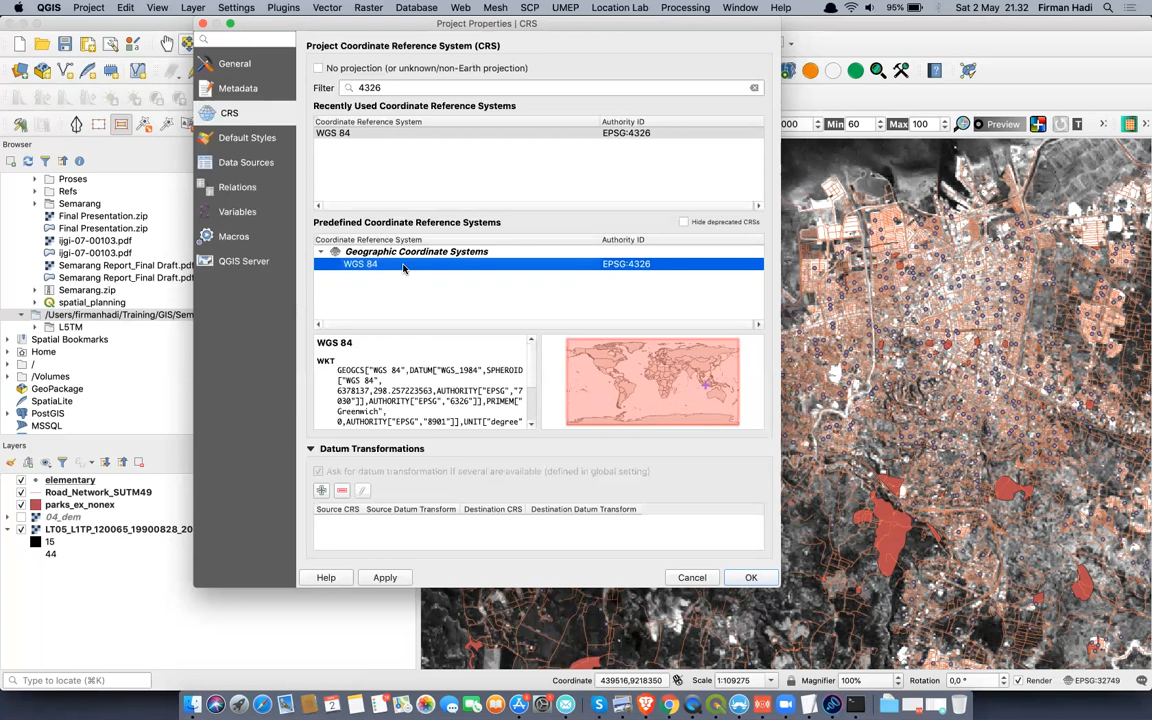 QGIS Project Edit View Layer Settings Plugins Vector Raster Database Web Mesh SCP UMEP Location Lab Processing Window Help 95% Sat 2 May 21.32 Firman Hadi
Project Properties | CRS
General
Metadata
CRS
Default Styles
Data Sources
Relations
Variables
Macros
QGIS Server
Project Coordinate Reference System (CRS)
No projection (or unknown/non-Earth projection)
Filter 4326
Recently Used Coordinate Reference Systems
Coordinate Reference System Authority ID
WGS 84 EPSG:4326
Predefined Coordinate Reference Systems Hide deprecated CRSs
Coordinate Reference System Authority ID
Geographic Coordinate Systems
WGS 84 EPSG:4326
WGS 84
WKT
GEOGCS["WGS 84",DATUM["WGS_1984",SPHEROID
["WGS 84",
6378137,298.257223563,AUTHORITY["EPSG","7
030"]],AUTHORITY["EPSG","6326"]],PRIMEM["
Greenwich",
0,AUTHORITY["EPSG","8901"]],UNIT["degree"
Datum Transformations
Ask for datum transformation if several are available (defined in global setting)
Source CRS Source Datum Transform Destination CRS Destination Datum Transform
Help Apply Cancel OK
000 Min 60 Max 100 Preview T
Browser
Proses
Refs
Semarang
Final Presentation.zip
Final Presentation.zip
ijgi-07-00103.pdf
ijgi-07-00103.pdf
Semarang Report_Final Draft.pdf
Semarang Report_Final Draft.pdf
Semarang.zip
spatial_planning
/Users/firmanhadi/Training/GIS/Sem
L5TM
Spatial Bookmarks
Home
/
/Volumes
GeoPackage
SpatiaLite
PostGIS
MSSQL
Layers
elementary
Road_Network_SUTM49
parks_ex_nonex
04_dem
LT05_L1TP_120065_19900828_20
15
44
Type to locate (⌘K) Coordinate 439516,9218350 Scale 1:109275 Magnifier 100% Rotation 0,0 ° Render EPSG:32749